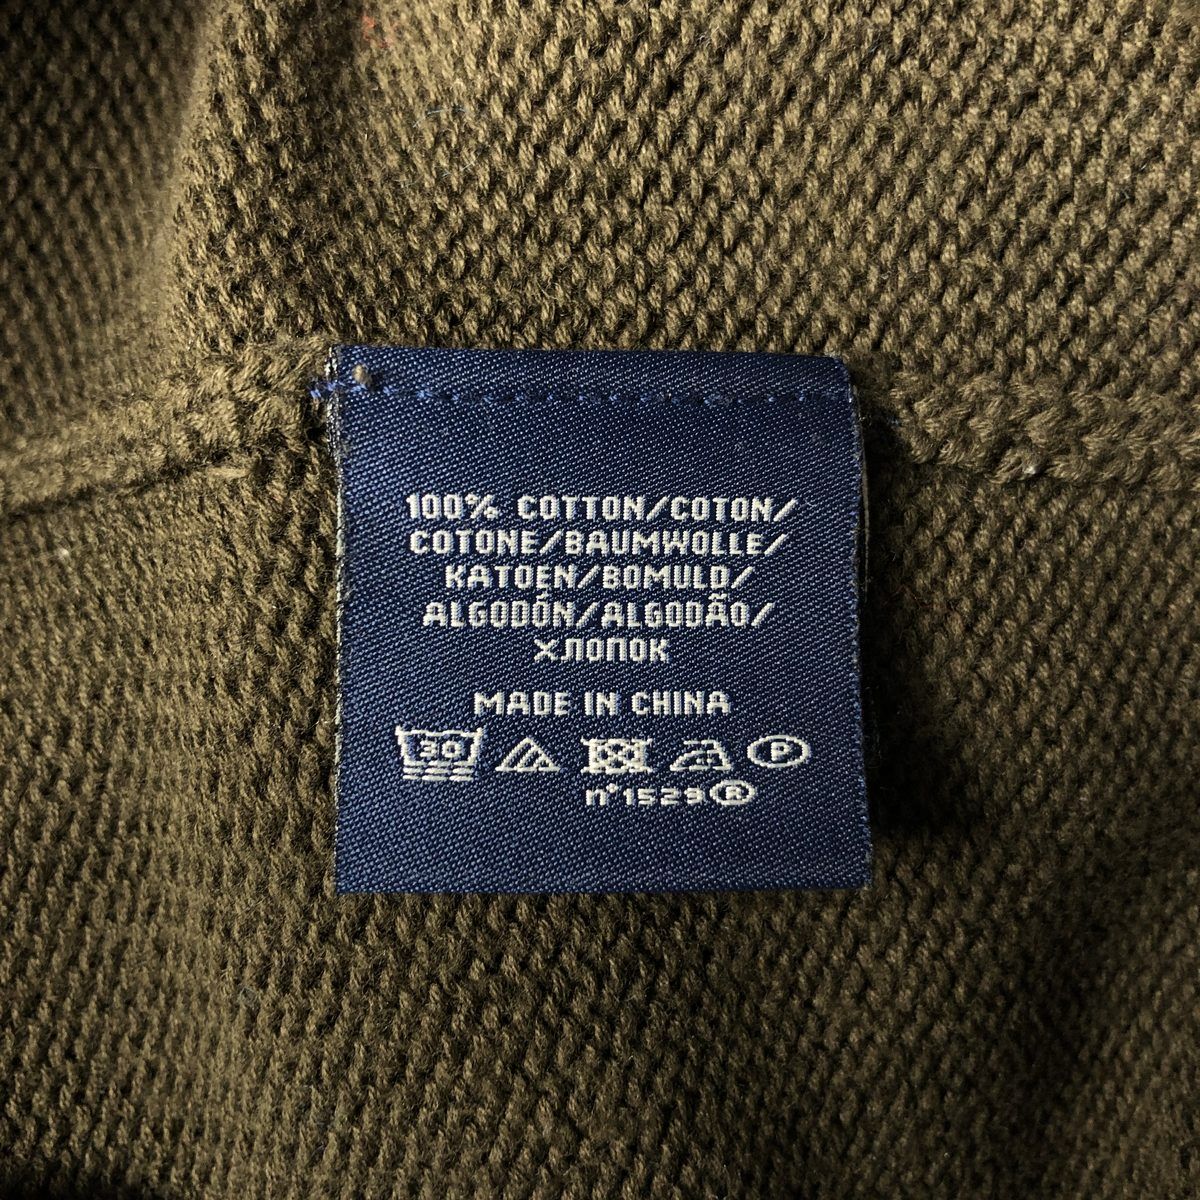 100% COTTON/COTON/
COTONE/BAUMWOLLE/
KATOEN/BOMULD/
ALGODÓN/ALGODÃO/
ХЛОПОК
MADE IN CHINA
30 P
n°1529®